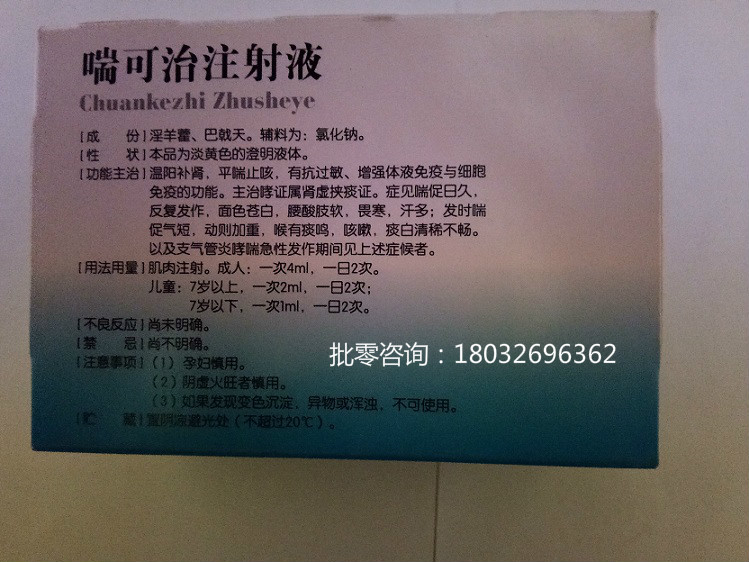 喘可治注射液
Chuankezhi Zhusheye
[成 份] 淫羊藿、巴戟天。辅料为：氯化钠。
[性 状] 本品为淡黄色的澄明液体。
[功能主治] 温阳补肾，平喘止咳，有抗过敏、增强体液免疫与细胞
免疫的功能。主治哮证属肾虚挟痰证。症见喘促日久，
反复发作，面色苍白，腰酸肢软，畏寒，汗多；发时喘
促气短，动则加重，喉有痰鸣，咳嗽，痰白清稀不畅。
以及支气管炎哮喘急性发作期间见上述症候者。
[用法用量] 肌肉注射。成人：一次4ml，一日2次。
儿童：7岁以上，一次2ml，一日2次；
7岁以下，一次1ml，一日2次。
[不良反应] 尚未明确。
[禁 忌] 尚不明确。
[注意事项] （1）孕妇慎用。
（2）阴虚火旺者慎用。
（3）如果发现变色沉淀，异物或浑浊，不可使用。
[贮 藏] 置阴凉避光处（不超过20℃）。
批零咨询：18032696362